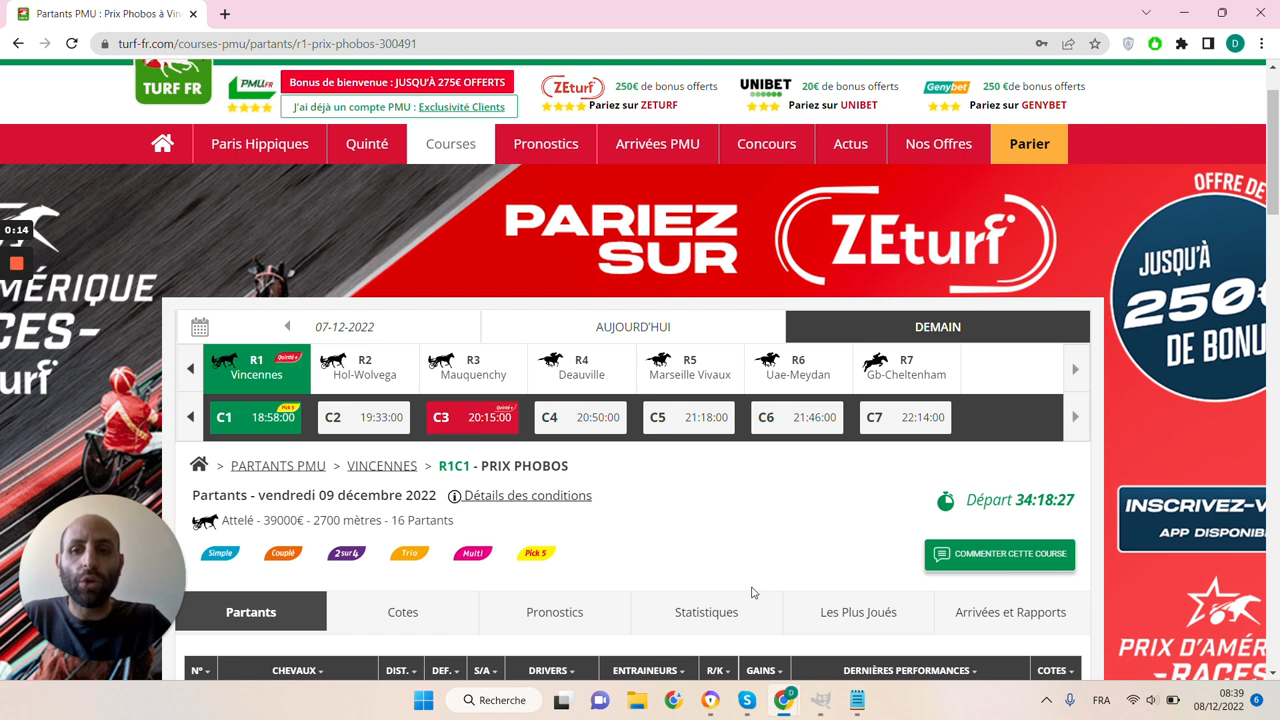 Partants PMU : Prix Phobos à Vin
turf-fr.com/courses-pmu/partants/r1-prix-phobos-300491
D
TURF FR
PMU.FR
Bonus de bienvenue : JUSQU'À 275€ OFFERTS
J'ai déjà un compte PMU : Exclusivité Clients
ZEturf
250€ de bonus offerts
Pariez sur ZETURF
UNIBET
20€ de bonus offerts
Pariez sur UNIBET
Genybet
250 €de bonus offerts
Pariez sur GENYBET
Paris Hippiques
Quinté
Courses
Pronostics
Arrivées PMU
Concours
Actus
Nos Offres
Parier
PARIEZ
SUR
ZEturf
OFFRE DE
JUSQU'À
250€
DE BONU
0:14
MÉRIQUE
ACES-
urf
07-12-2022
AUJOURD'HUI
DEMAIN
R1 Quinté+
Vincennes
R2
Hol-Wolvega
R3
Mauquenchy
R4
Deauville
R5
Marseille Vivaux
R6
Uae-Meydan
R7
Gb-Cheltenham
C1 18:58:00 Pick 5
C2 19:33:00
C3 20:15:00 Quinté+
C4 20:50:00
C5 21:18:00
C6 21:46:00
C7 22:14:00
> PARTANTS PMU > VINCENNES > R1C1 - PRIX PHOBOS
Partants - vendredi 09 décembre 2022
Détails des conditions
Départ 34:18:27
Attelé - 39000€ - 2700 mètres - 16 Partants
Simple
Couplé
2 sur 4
Trio
Multi
Pick 5
COMMENTER CETTE COURSE
INSCRIVEZ-V
APP DISPONIB
Partants
Cotes
Pronostics
Statistiques
Les Plus Joués
Arrivées et Rapports
PRIX D'AMÉR
RACES-
N°
CHEVAUX
DIST.
DEF.
S/A
DRIVERS
ENTRAINEURS
R/K
GAINS
DERNIÈRES PERFORMANCES
COTES
Recherche
D
FRA
08:39
08/12/2022
6